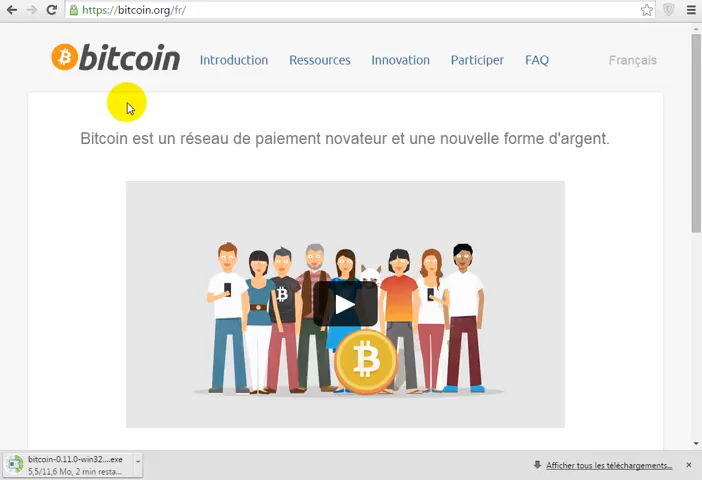 https://bitcoin.org/fr/
bitcoin
Introduction Ressources Innovation Participer FAQ Français
Bitcoin est un réseau de paiement novateur et une nouvelle forme d'argent.
bitcoin-0.11.0-win32....exe
5,5/11,6 Mo, 2 min resta...
Afficher tous les téléchargements...